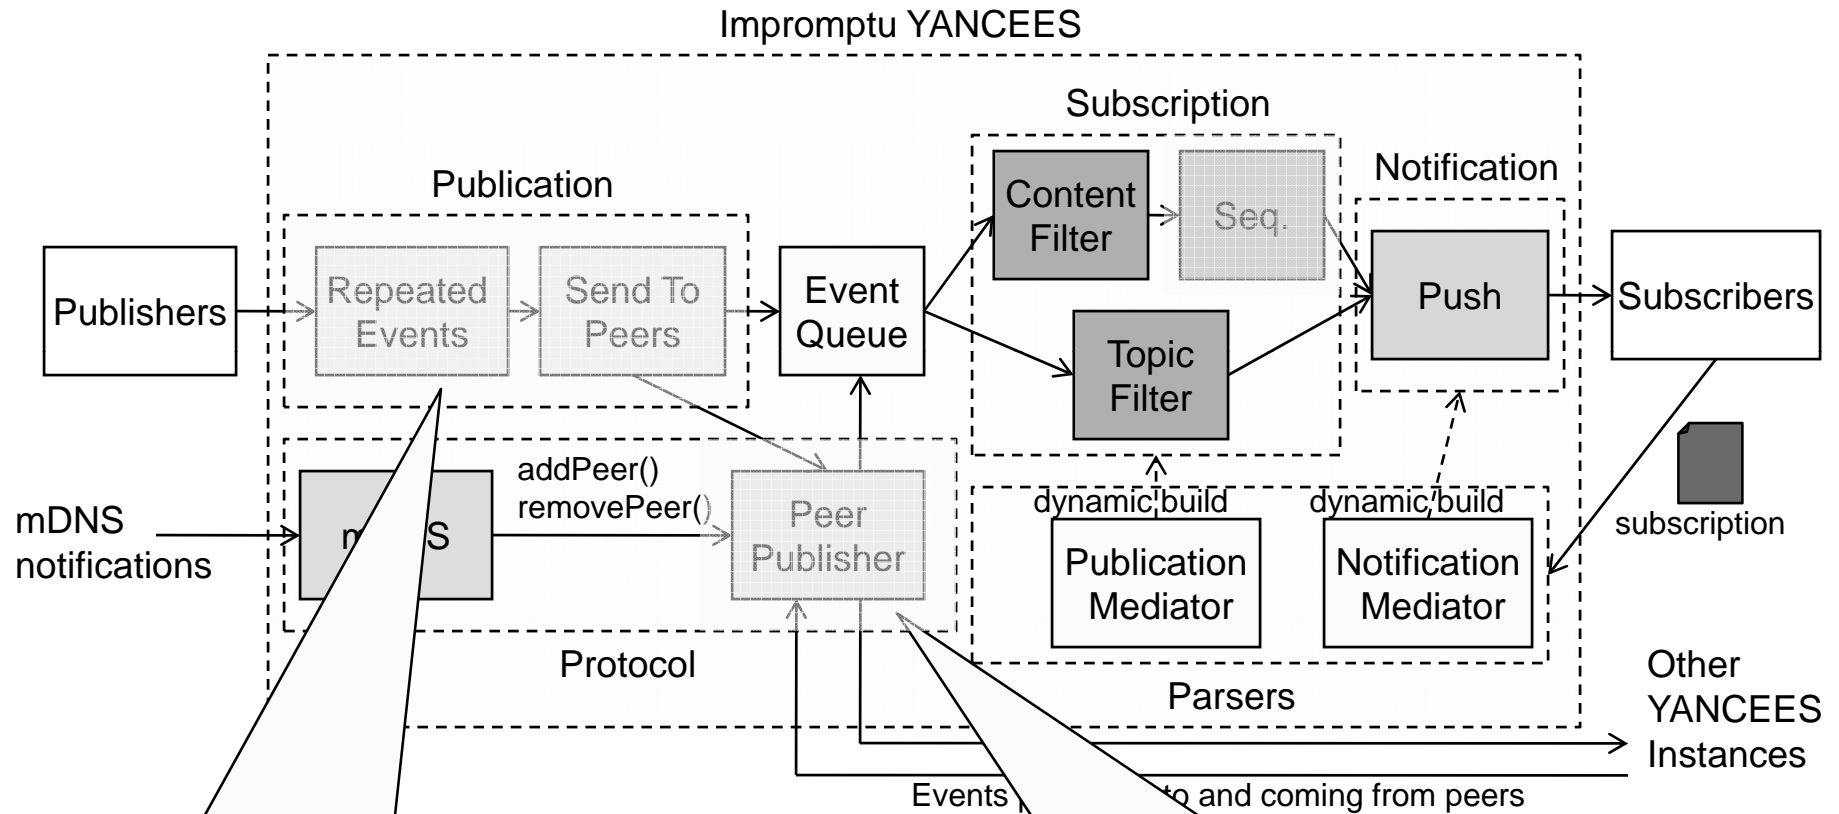 Impromptu YANCEES
Subscription
Notification
Publication
Content
Filter
Seq.
Publishers
Repeated
Events
Send To
Peers
Event
Queue
Topic
Filter
Push
Subscribers
addPeer()
removePeer()
mDNS
notifications
S
Peer
Publisher
dynamic build
dynamic build
Publication
Mediator
Notification
Mediator
subscription
Protocol
Parsers
Other
YANCEES
Instances
Events to and coming from peers